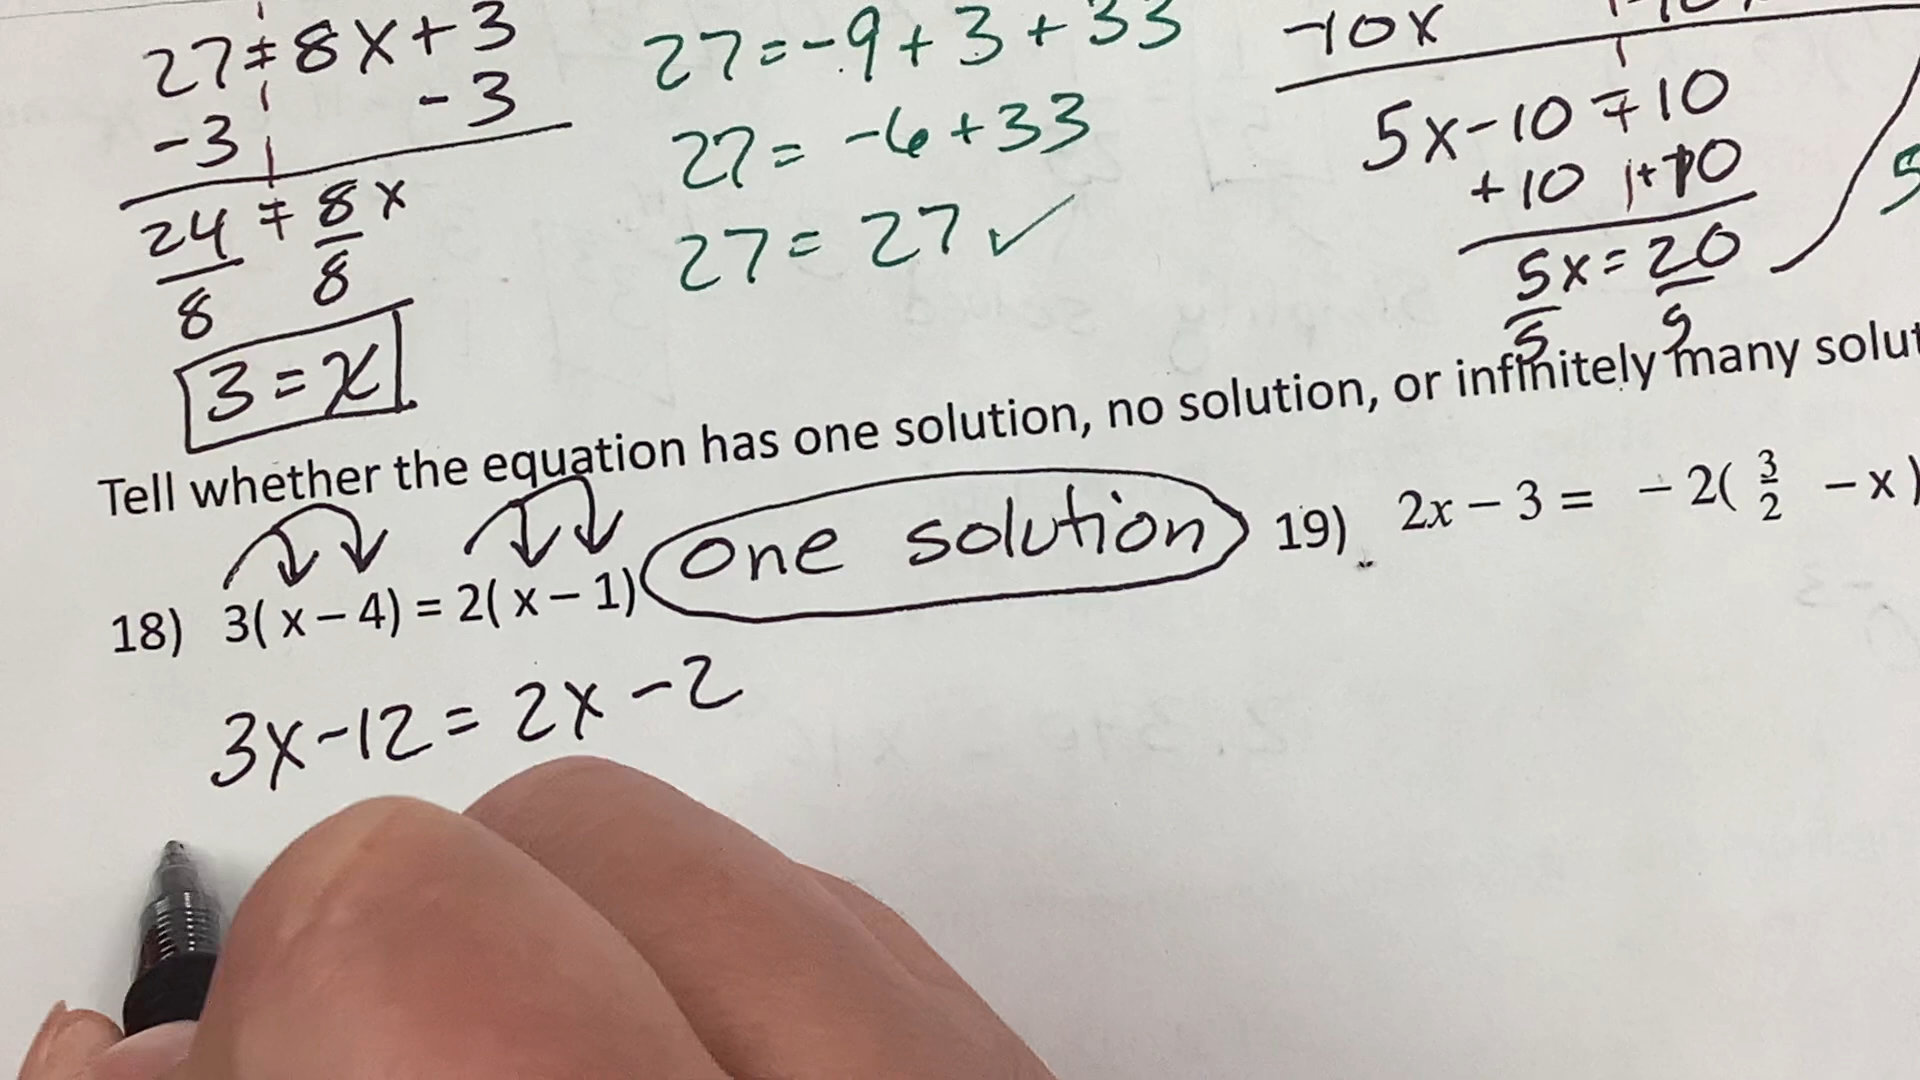 27 = 8x + 3
-3 - 3
24 = 8x
8 8
3 = x
27 = -9 + 3 + 33
27 = -6 + 33
27 = 27 ✓
-10x
5x - 10 = 10
+ 10 + 10
5x = 20
5 5
Tell whether the equation has one solution, no solution, or infinitely many solut
18) 3( x – 4) = 2( x – 1) one solution
3x - 12 = 2x - 2
19) 2x – 3 = – 2( 3/2 – x )